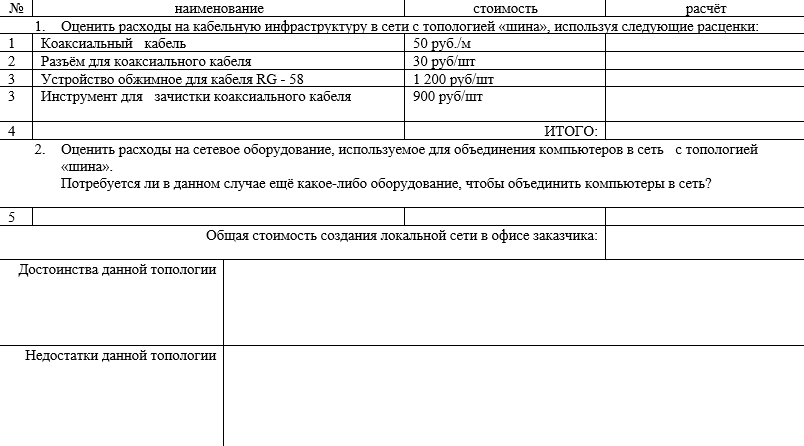 № наименование стоимость расчёт
1. Оценить расходы на кабельную инфраструктуру в сети с топологией «шина», используя следующие расценки:
1 Коаксиальный кабель 50 руб./м
2 Разъём для коаксиального кабеля 30 руб/шт
3 Устройство обжимное для кабеля RG - 58 1 200 руб/шт
3 Инструмент для зачистки коаксиального кабеля 900 руб/шт
4 ИТОГО:
2. Оценить расходы на сетевое оборудование, используемое для объединения компьютеров в сеть с топологией
«шина».
Потребуется ли в данном случае ещё какое-либо оборудование, чтобы объединить компьютеры в сеть?
5
Общая стоимость создания локальной сети в офисе заказчика:
Достоинства данной топологии
Недостатки данной топологии